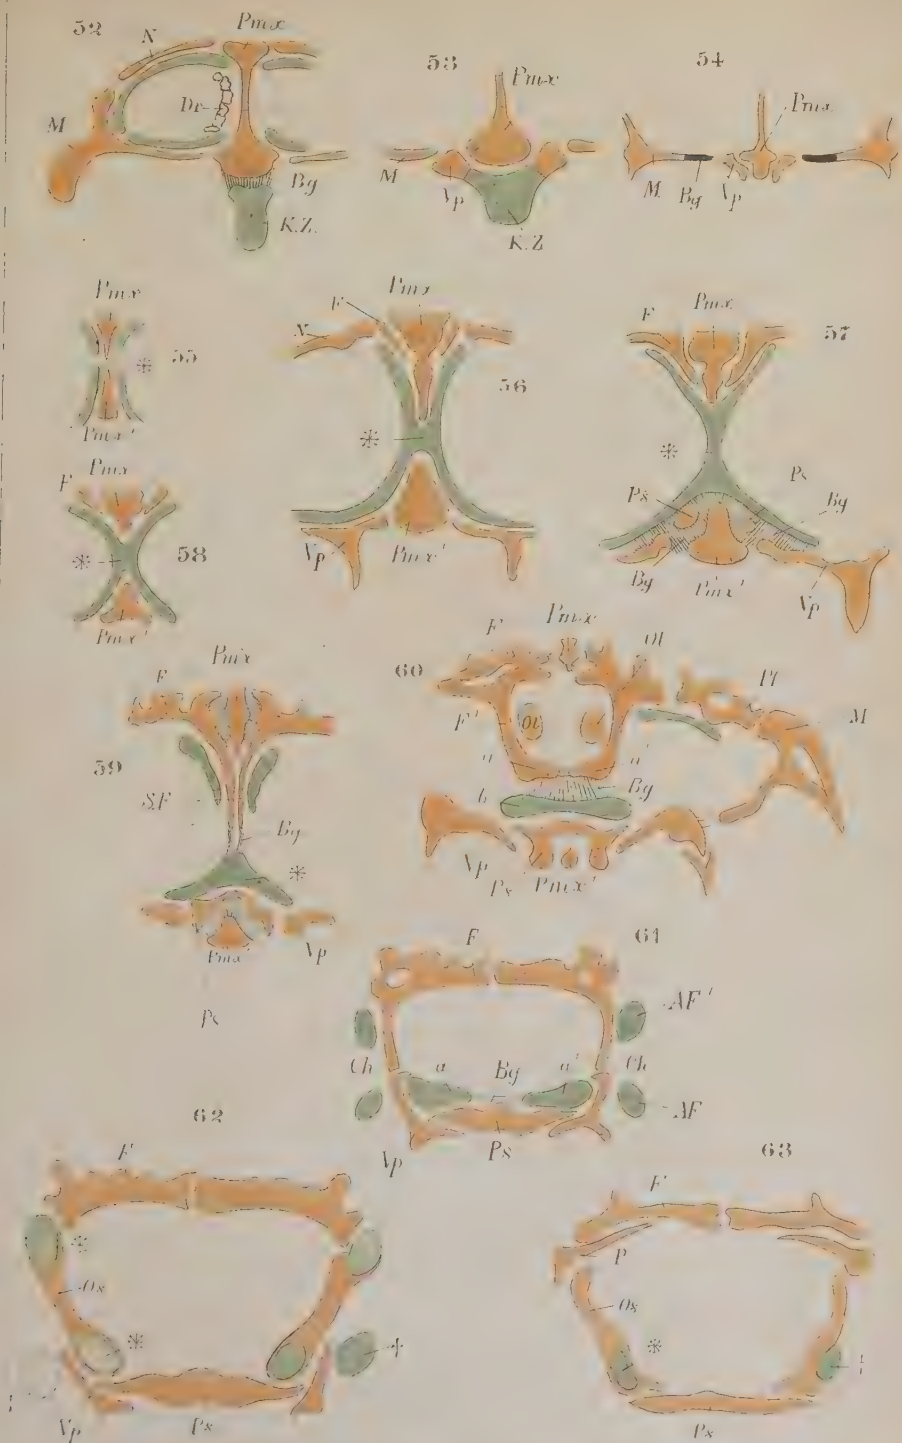 52
N
Pmx
Dr
M
Bg
K.Z.
53
Pmx
M
Vp
K.Z
54
Pmx
M
Bg
Vp
Pmx
✳
55
Pmx'
F
Pmx
N
56
✳
Vp
Pmx'
F
Pmx
57
✳
Ps
Ps
Bg
Bg
Pmx'
Vp
F
Pmx
✳
58
Pmx'
Pmx
F
59
S.F
Bg
✳
Pmx'
Vp
Ps
60
F
Pmx
Ol
Pf
M
F'
Ol
a
a'
Bg
b
Vp
Ps
Pmx'
61
F
AF'
Ch
a
Bg
a'
Ch
AF
Vp
Ps
62
F
✳
Os
✳
Vp
Ps
63
F
P
Os
✳
Ps